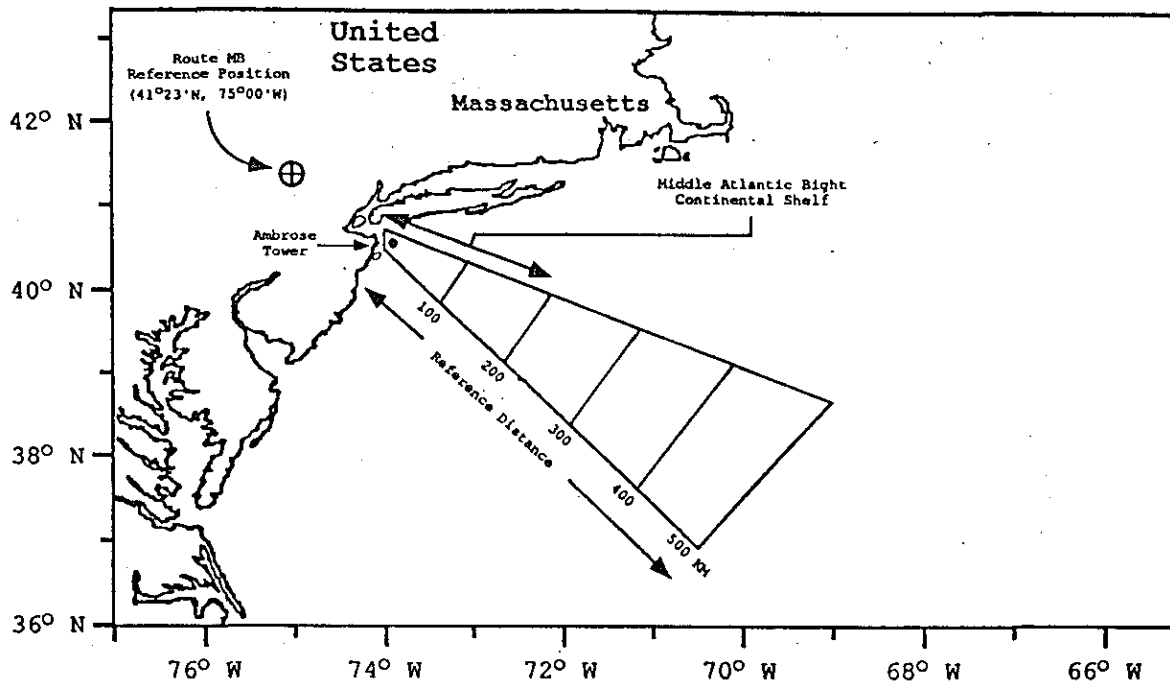 United
States
Route MB
Reference Position
(41°23'N, 75°00'W)
Massachusetts
42° N
Middle Atlantic Bight
Continental Shelf
Ambrose
Tower
40° N
100
200
300
400
500 KM
Reference Distance
38° N
36° N
76° W
74° W
72° W
70° W
68° W
66° W